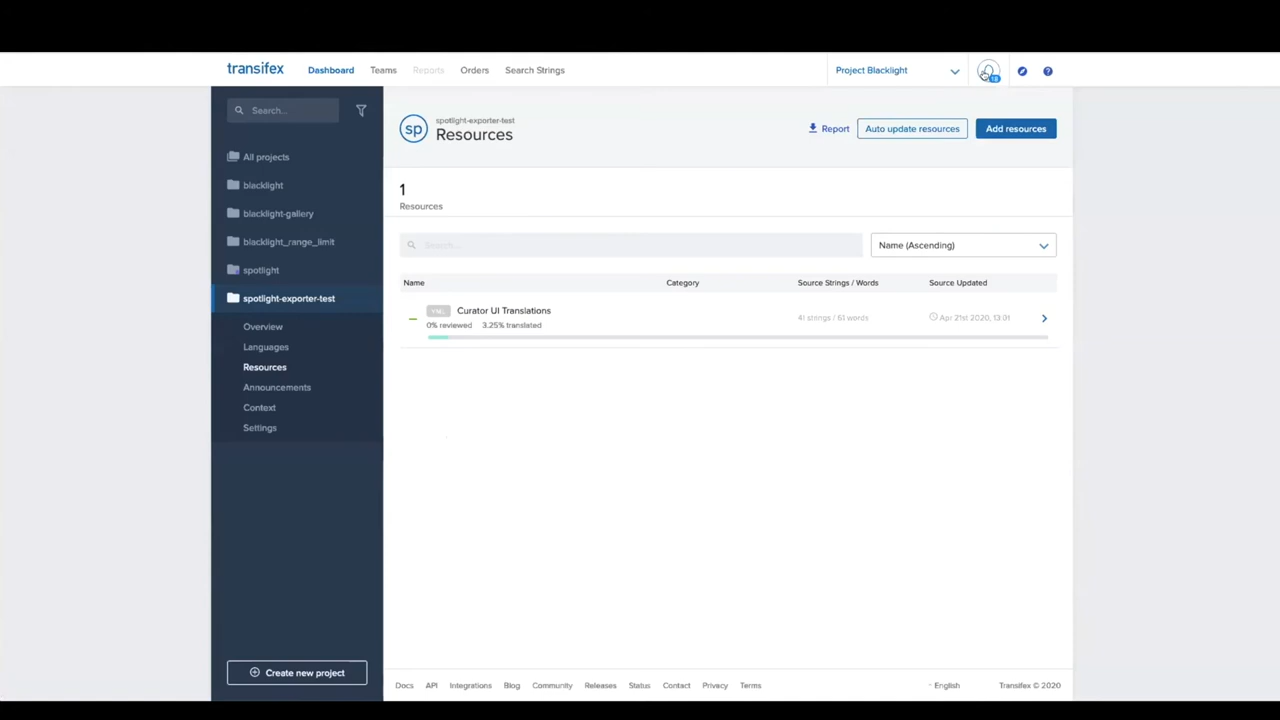 transifex
Dashboard
Teams
Reports
Orders
Search Strings
Project Blacklight
Search...
All projects
blacklight
blacklight-gallery
blacklight_range_limit
spotlight
spotlight-exporter-test
Overview
Languages
Resources
Announcements
Context
Settings
Create new project
sp
spotlight-exporter-test
Resources
Report
Auto update resources
Add resources
1
Resources
Search...
Name (Ascending)
Name
Category
Source Strings / Words
Source Updated
YML
Curator UI Translations
0% reviewed 3.25% translated
41 strings / 61 words
Apr 21st 2020, 13:01
Docs
API
Integrations
Blog
Community
Releases
Status
Contact
Privacy
Terms
English
Transifex © 2020